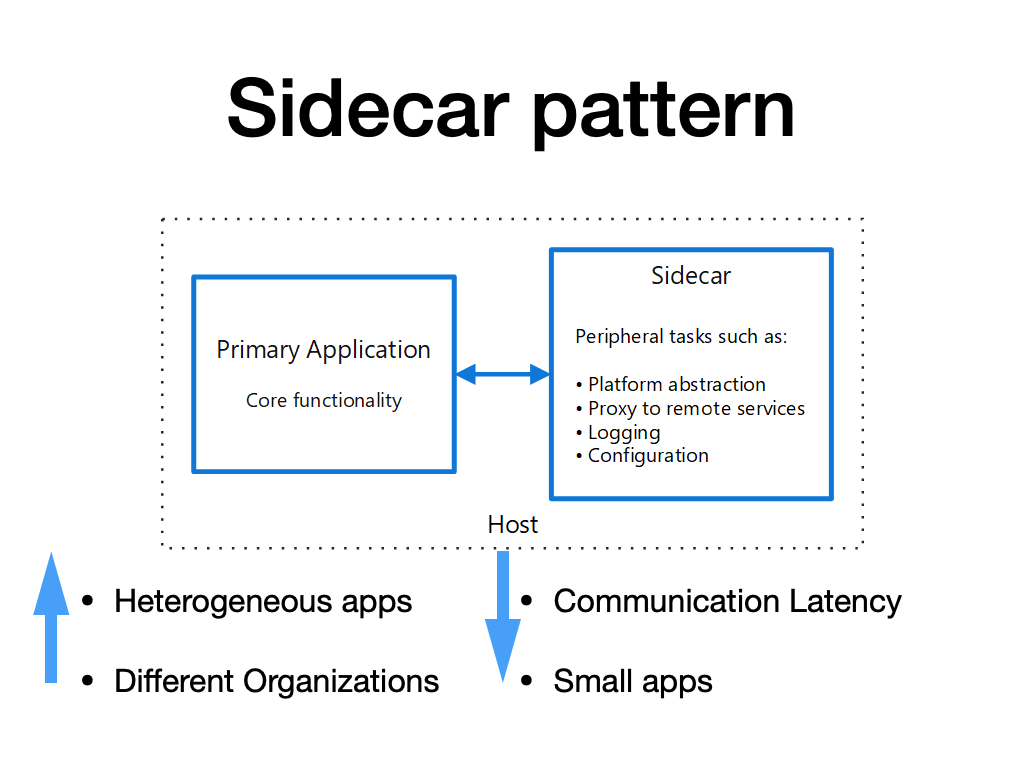 Sidecar pattern
Primary Application
Core functionality
Sidecar
Peripheral tasks such as:
• Platform abstraction
• Proxy to remote services
• Logging
• Configuration
Host
• Heterogeneous apps
• Different Organizations
• Communication Latency
• Small apps